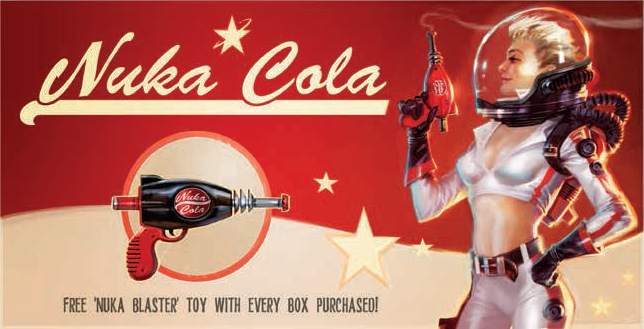 Nuka Cola
Nuka
Cola
FREE 'NUKA BLASTER' TOY WITH EVERY BOX PURCHASED!